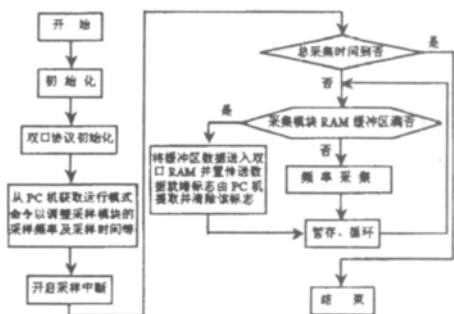 开 始
初 始 化
双口协议初始化
从 PC 机获取运行模式
命令以调整采样模块的
采样频率及采样时间等
开启采样中断
总采集时间到否
是
否
采集模块 RAM 缓冲区满否
是
否
将缓冲区数据送入双
口 RAM 并置传送数
据就绪标志由 PC 机
提取并清除该标志
频 率 采 集
暂存、循环
结 束